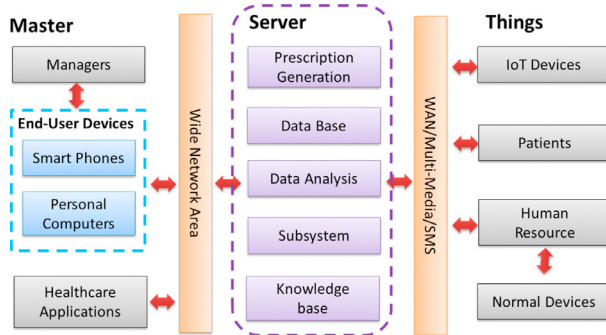 Master
Managers
End-User Devices
Smart Phones
Personal
Computers
Healthcare
Applications
Wide Network Area
Server
Prescription
Generation
Data Base
Data Analysis
Subsystem
Knowledge
base
WAN/Multi-Media/SMS
Things
IoT Devices
Patients
Human
Resource
Normal Devices